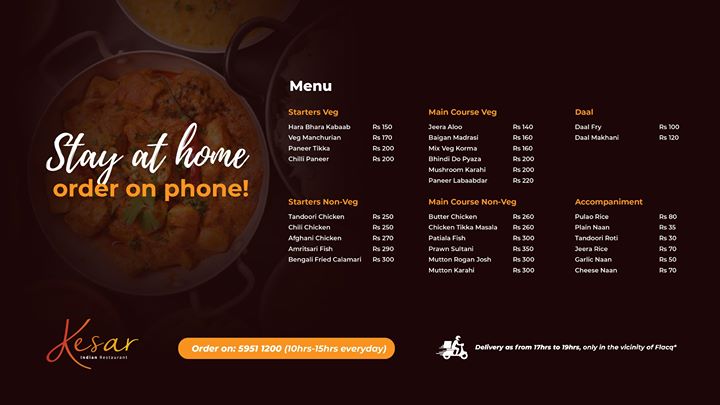 Stay at home
order on phone!
Menu
Starters Veg
Hara Bhara Kabaab Rs 150
Veg Manchurian Rs 170
Paneer Tikka Rs 200
Chilli Paneer Rs 200
Main Course Veg
Jeera Aloo Rs 140
Baigan Madrasi Rs 160
Mix Veg Korma Rs 160
Bhindi Do Pyaza Rs 200
Mushroom Karahi Rs 200
Paneer Labaabdar Rs 220
Daal
Daal Fry Rs 100
Daal Makhani Rs 120
Starters Non-Veg
Tandoori Chicken Rs 250
Chili Chicken Rs 250
Afghani Chicken Rs 270
Amritsari Fish Rs 290
Bengali Fried Calamari Rs 300
Main Course Non-Veg
Butter Chicken Rs 260
Chicken Tikka Masala Rs 260
Patiala Fish Rs 300
Prawn Sultani Rs 350
Mutton Rogan Josh Rs 300
Mutton Karahi Rs 300
Accompaniment
Pulao Rice Rs 80
Plain Naan Rs 35
Tandoori Roti Rs 30
Jeera Rice Rs 70
Garlic Naan Rs 50
Cheese Naan Rs 70
Kesar
Indian Restaurant
Order on: 5951 1200 (10hrs-15hrs everyday)
Delivery as from 17hrs to 19hrs, only in the vicinity of Flacq*